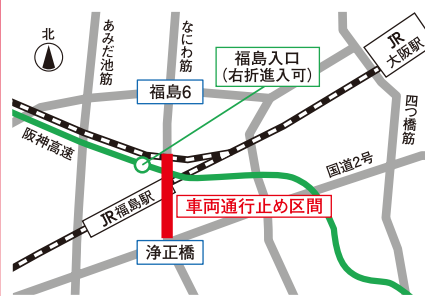 北
あみだ池筋
なにわ筋
福島入口
(右折進入可)
JR
大阪駅
福島6
四つ橋筋
阪神高速
国道2号
JR福島駅
車両通行止め区間
浄正橋